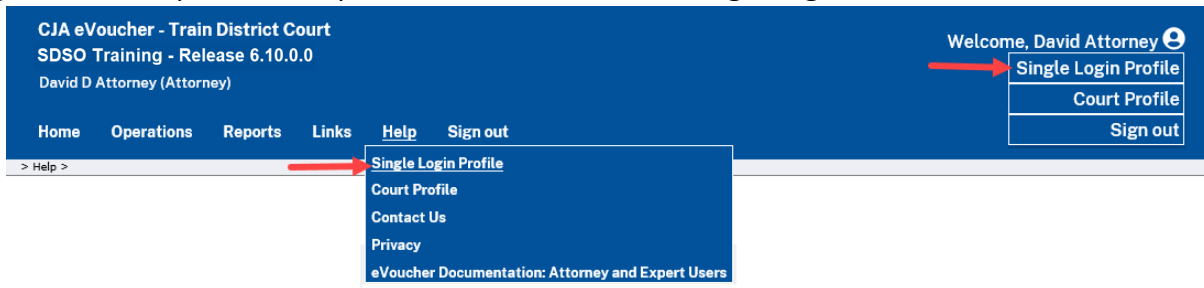 CJA eVoucher - Train District Court
SDSO Training - Release 6.10.0.0
David D Attorney (Attorney)
Welcome, David Attorney
Single Login Profile
Court Profile
Sign out
Home Operations Reports Links Help Sign out
> Help >
Single Login Profile
Court Profile
Contact Us
Privacy
eVoucher Documentation: Attorney and Expert Users